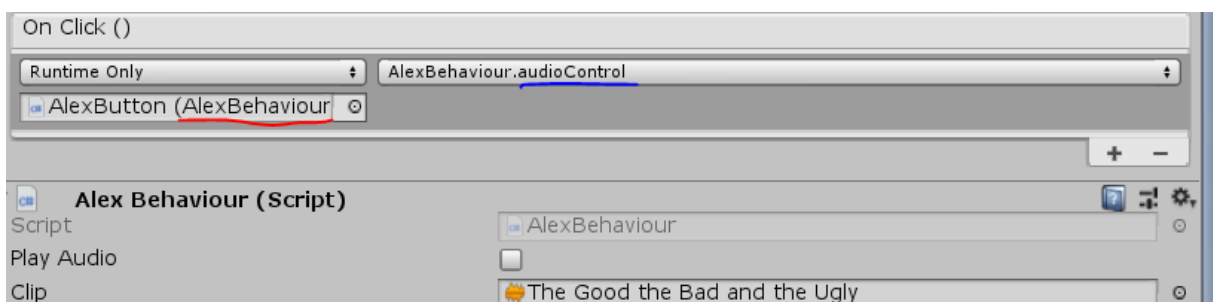 On Click ()
Runtime Only AlexBehaviour.audioControl
AlexButton (AlexBehaviour
+ −
Alex Behaviour (Script)
Script AlexBehaviour
Play Audio
Clip The Good the Bad and the Ugly